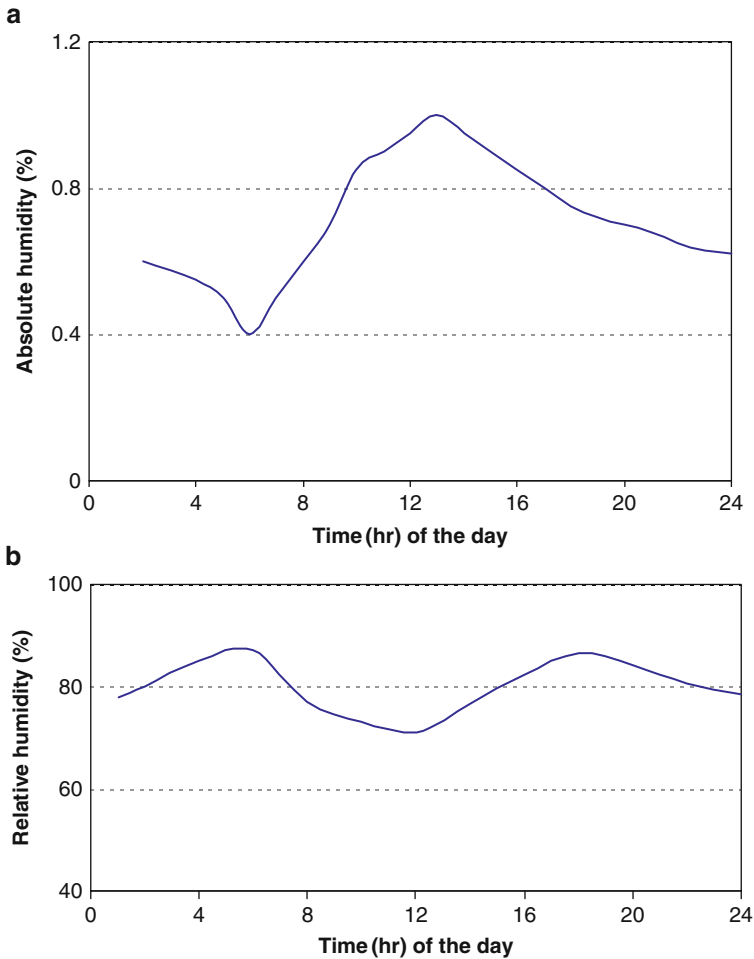 a
1.2
0.8
0.4
0
0 4 8 12 16 20 24
Absolute humidity (%)
Time (hr) of the day
b
100
80
60
40
0 4 8 12 16 20 24
Relative humidity (%)
Time (hr) of the day